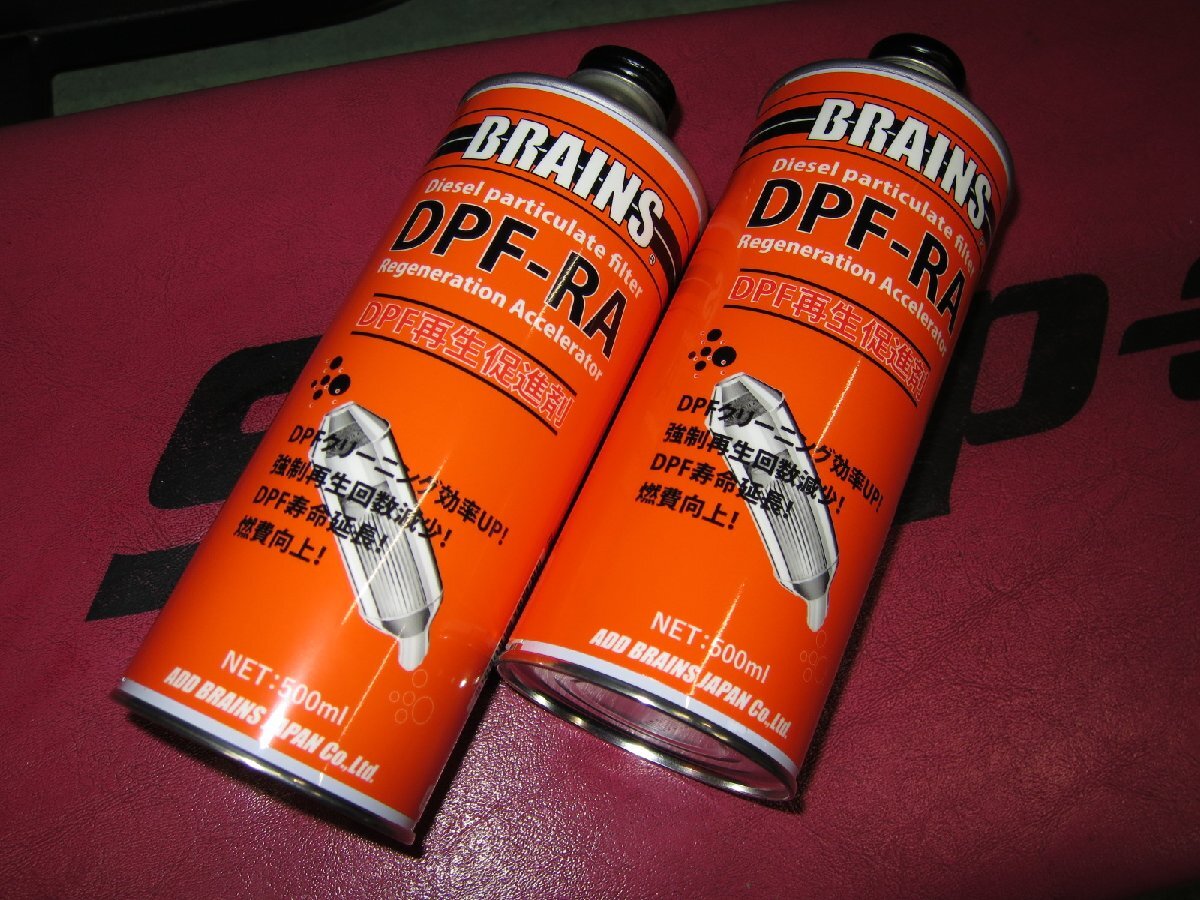 BRAINS
Diesel particulate filter
DPF-RA
Regeneration Accelerator
DPF再生促進剤
DPFクリーニング効率UP!
強制再生回数減少!
DPF寿命延長!
燃費向上!
NET:500ml
ADD BRAINS JAPAN Co.,Ltd.
BRAINS
Diesel particulate filter
DPF-RA
Regeneration Accelerator
DPF再生促進剤
DPFクリーニング効率UP!
強制再生回数減少!
DPF寿命延長!
燃費向上!
NET:500ml
ADD BRAINS JAPAN Co.,Ltd.